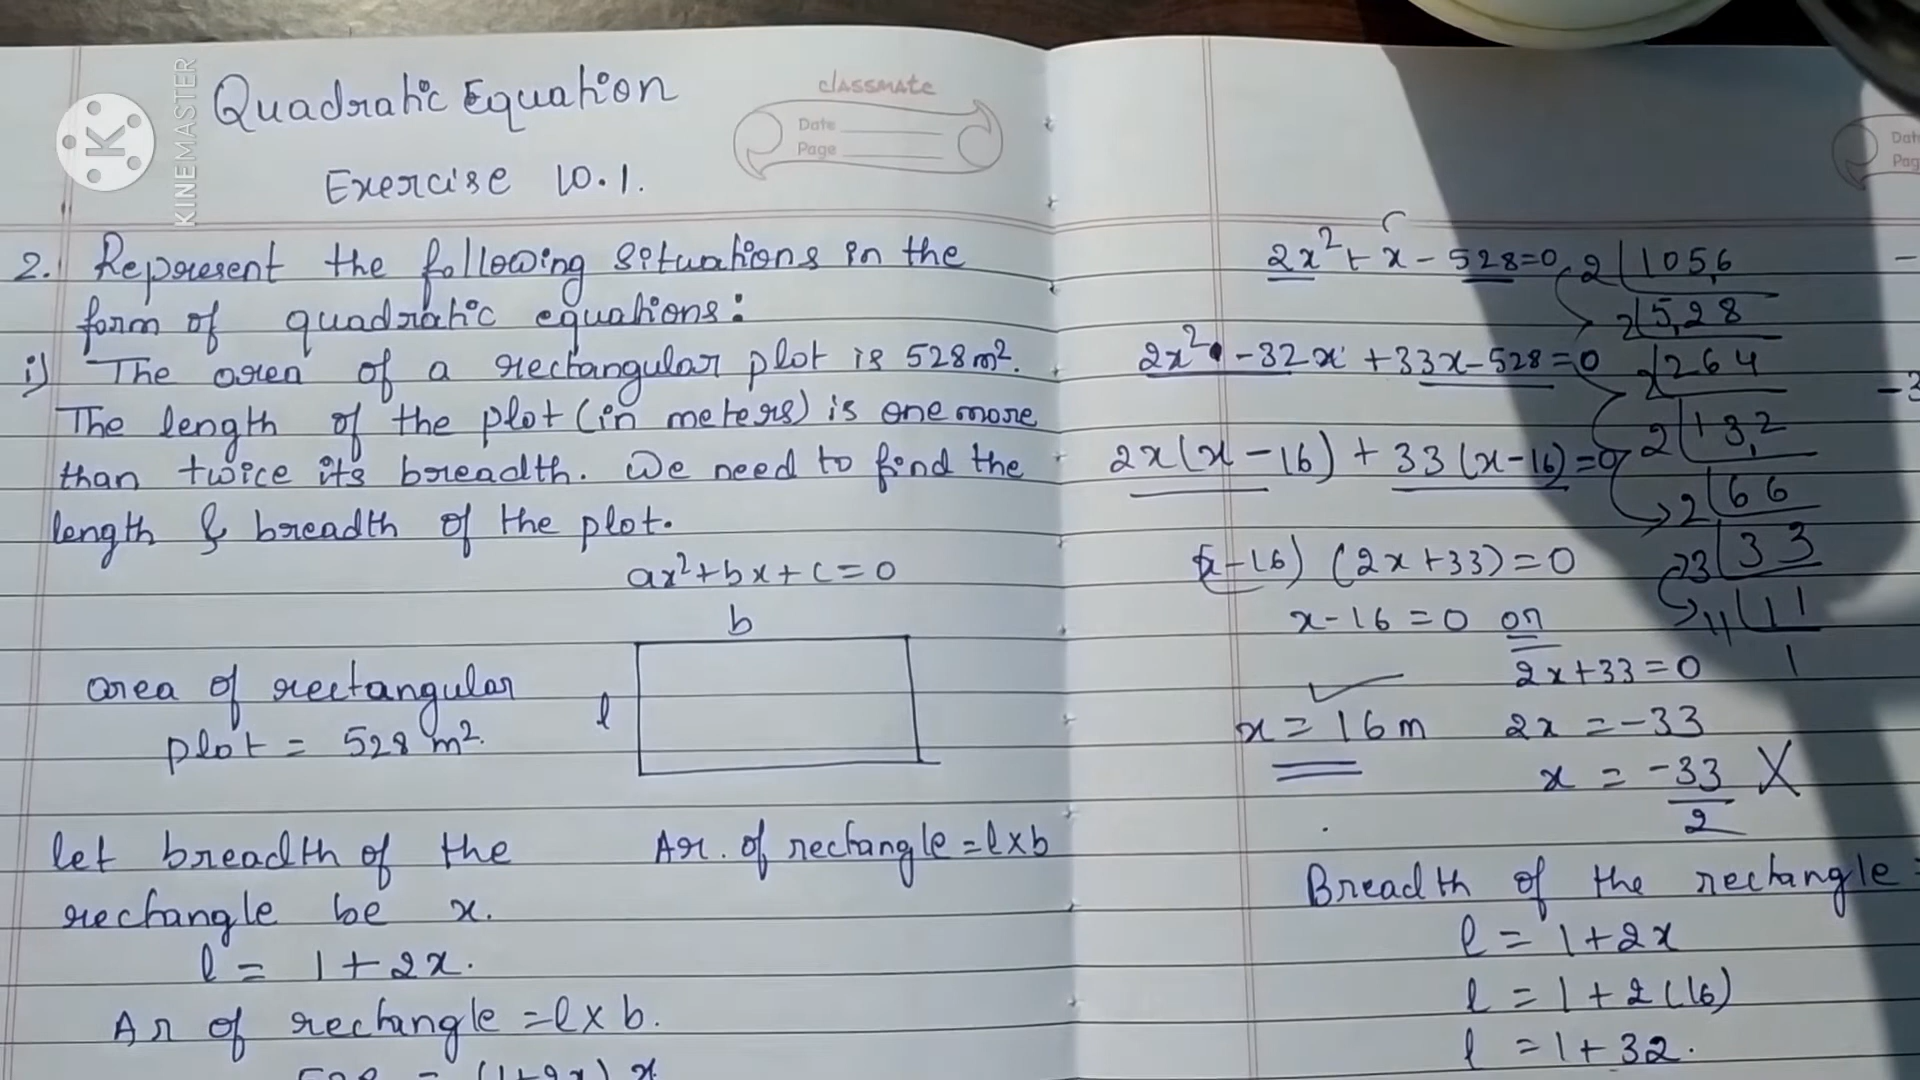 KINEMASTER
classmate
Date
Page
Quadratic Equation
Exercise 10.1.
2. Represent the following situations in the
form of quadratic equations:
i) The area of a rectangular plot is 528m².
The length of the plot (in meters) is one more
than twice its breadth. We need to find the
length & breadth of the plot.
ax²+bx+c=0
b
l
area of rectangular
plot = 528 m².
let breadth of the
rectangle be x.
Ar. of rectangle = l×b
l = 1+2x.
Ar of rectangle = l×b.
528 = (1+2x) x
Date
Pag
2x²+x-528=0
2x² -32x +33x-528=0
2x(x-16) + 33(x-16)=0
(x-16) (2x+33)=0
x-16=0 or
2x+33=0
x=16m 2x=-33
x = -33
2
X
2 1056
2 528
2 264
2 132
2 66
3 33
11 11
1
Breadth of the rectangle =
l = 1+2x
l = 1+2(16)
l = 1+32.